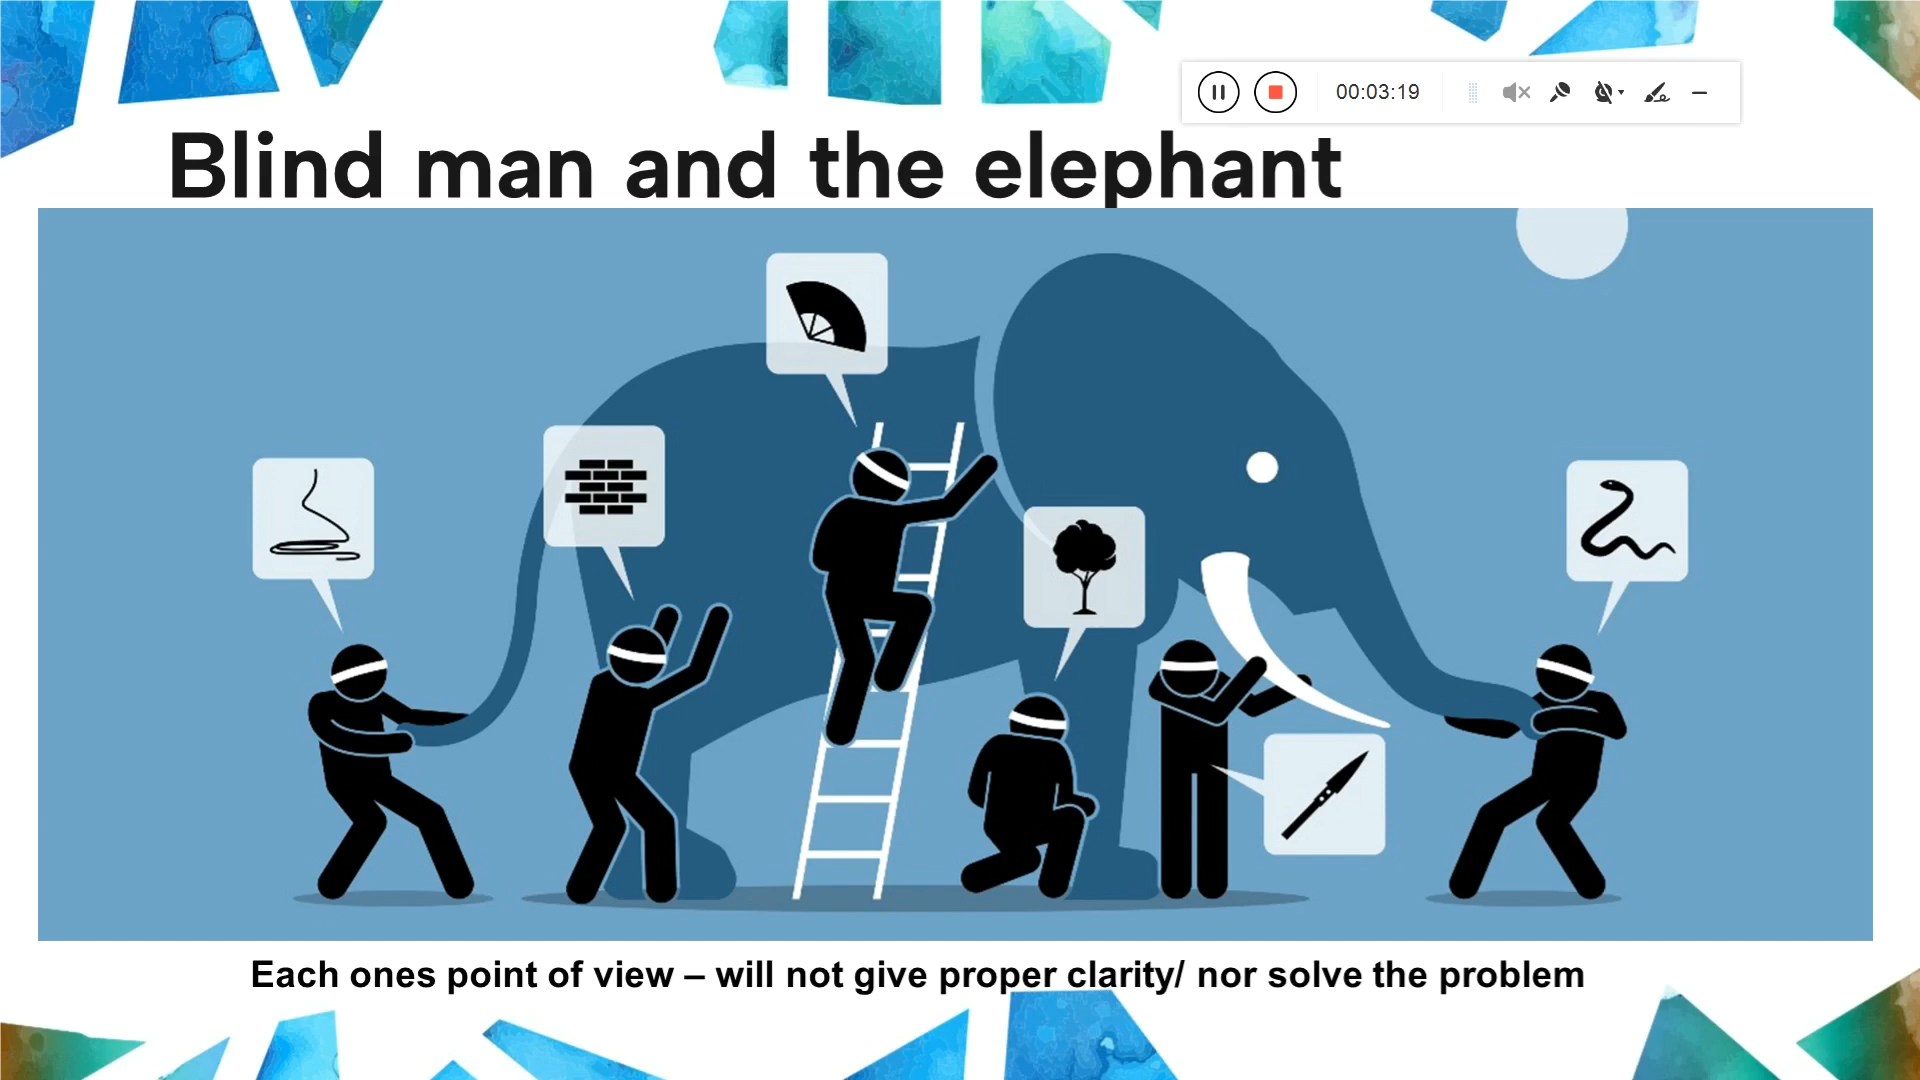 00:03:19
Blind man and the elephant
Each ones point of view – will not give proper clarity/ nor solve the problem